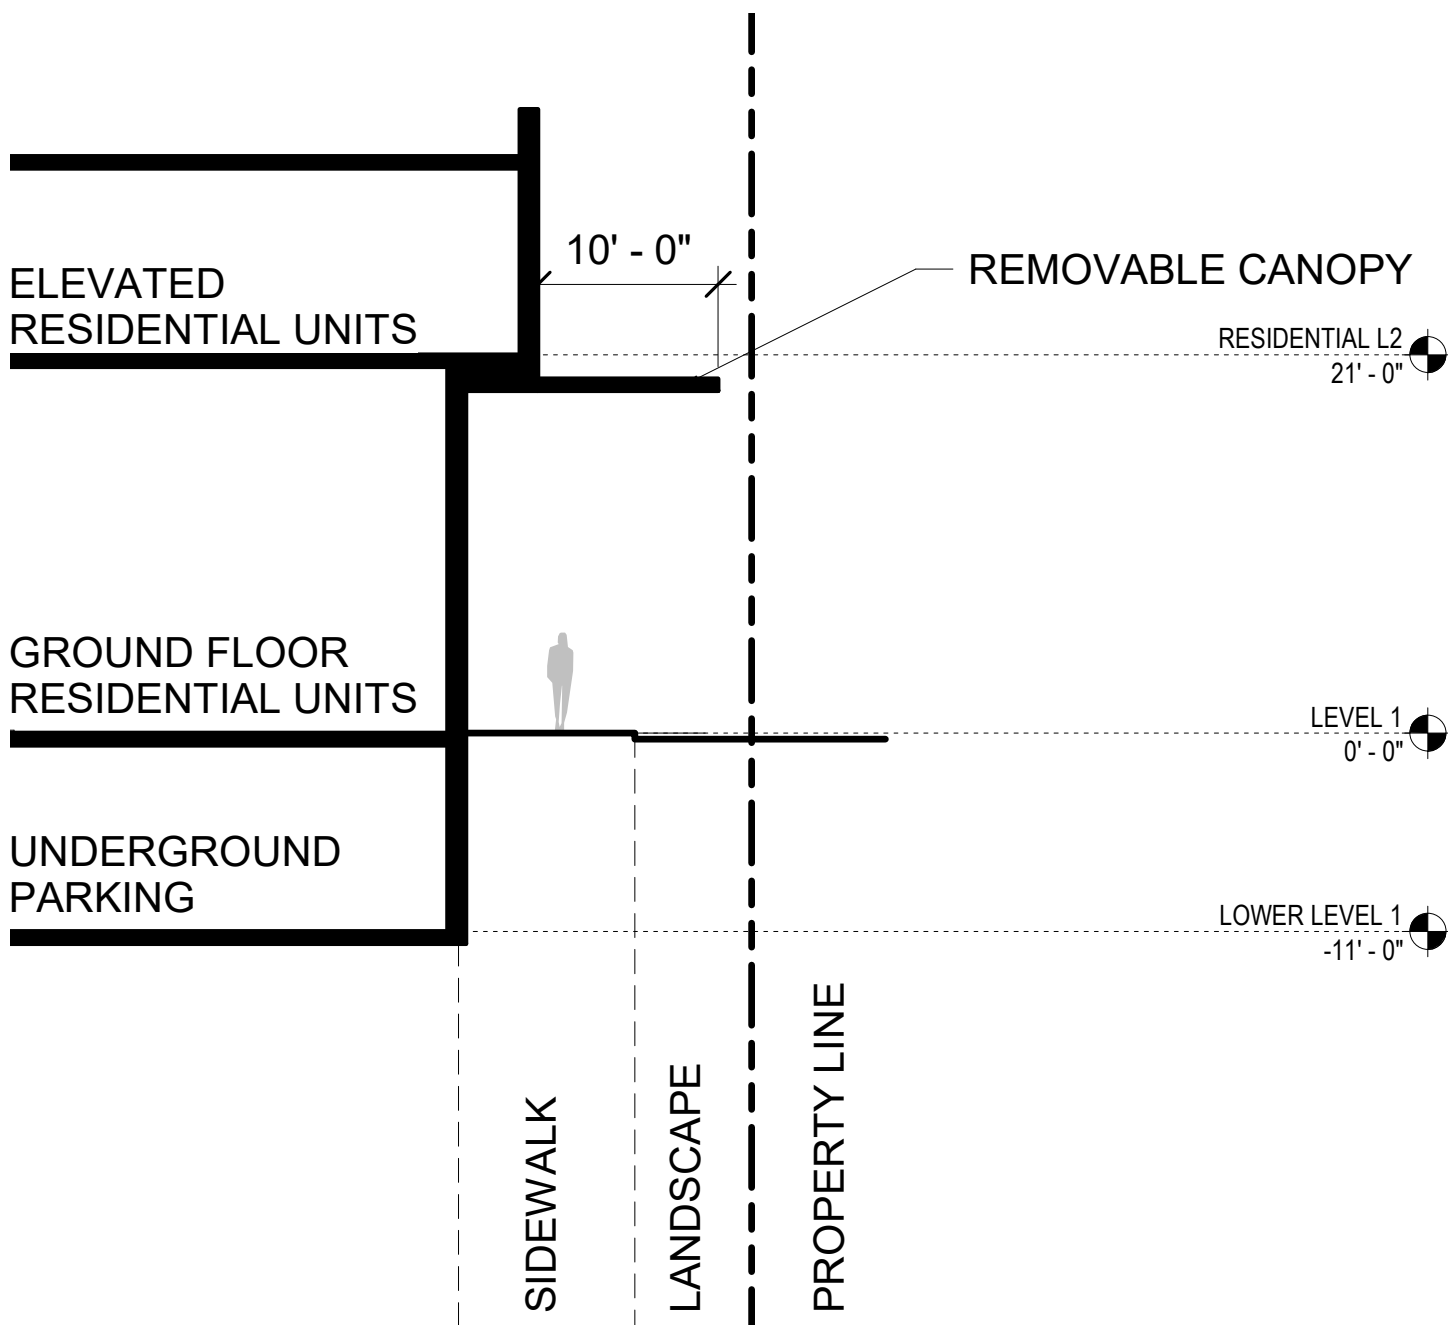 10' - 0"
REMOVABLE CANOPY
ELEVATED
RESIDENTIAL UNITS
RESIDENTIAL L2
21' - 0"
GROUND FLOOR
RESIDENTIAL UNITS
LEVEL 1
0' - 0"
UNDERGROUND
PARKING
LOWER LEVEL 1
-11' - 0"
SIDEWALK
LANDSCAPE
PROPERTY LINE